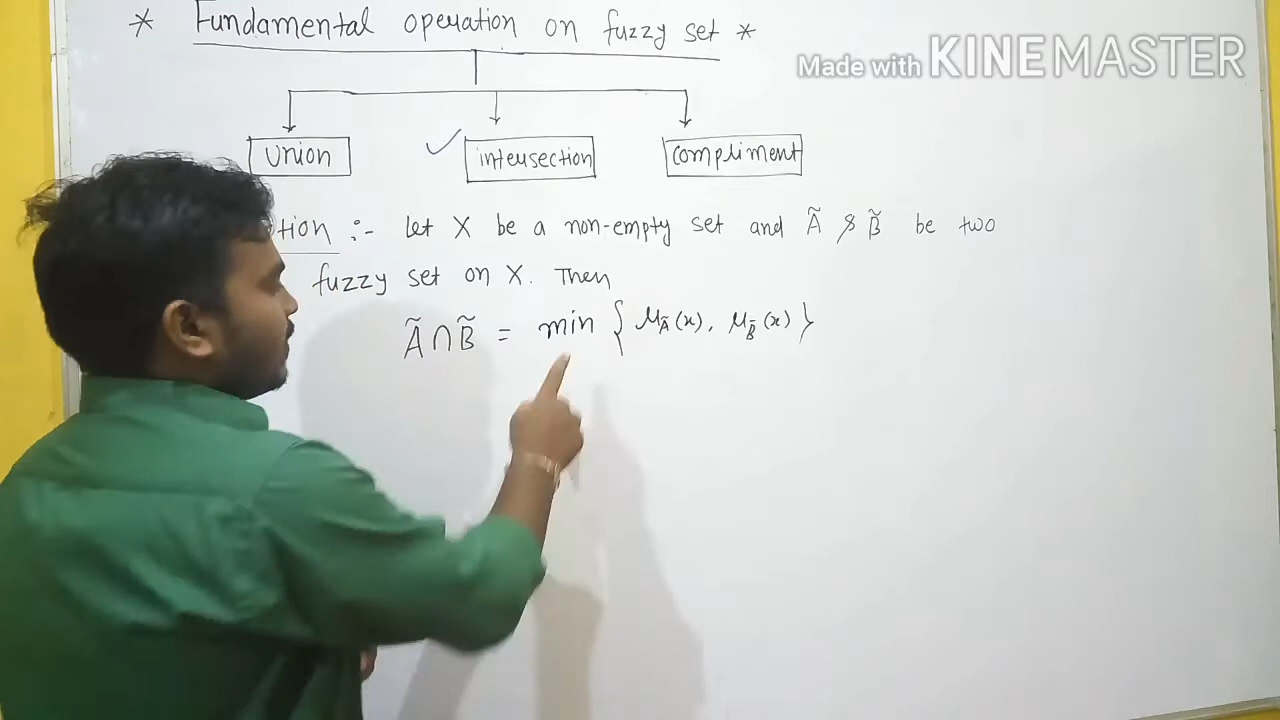 * Fundamental operation on fuzzy set *
Made with KINEMASTER
Union
✓ intersection
compliment
tion :- Let X be a non-empty set and Ã & B̃ be two
fuzzy set on X. Then
Ã ∩ B̃ = min { μÃ(x), μB̃(x) }